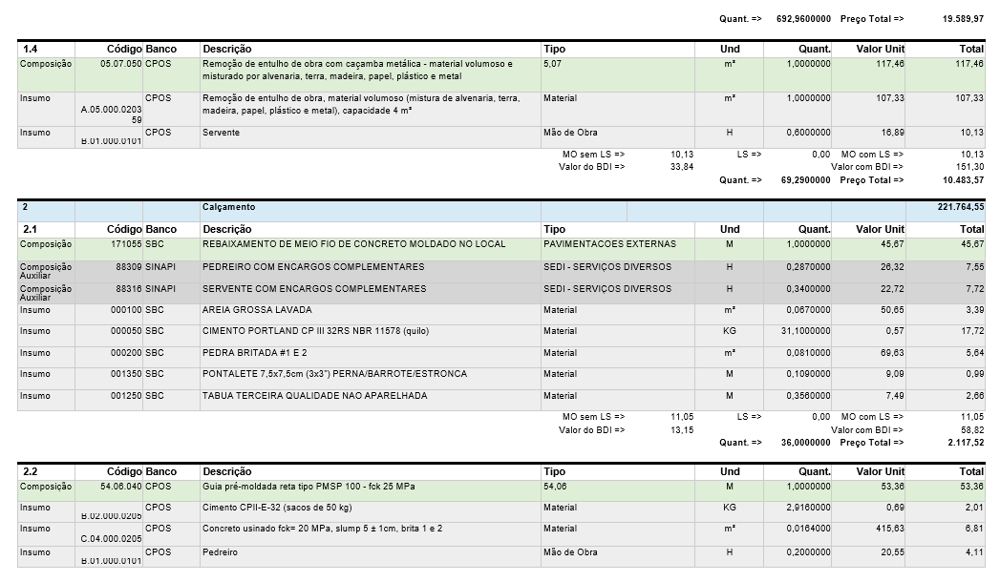 Quant. => 692,9600000 Preço Total => 19.589,97
1.4 Código Banco Descrição Tipo Und Quant. Valor Unit Total
Composição 05.07.050 CPOS Remoção de entulho de obra com caçamba metálica - material volumoso e 5,07 m³ 1,0000000 117,46 117,46
misturado por alvenaria, terra, madeira, papel, plástico e metal
Insumo CPOS Remoção de entulho de obra, material volumoso (mistura de alvenaria, terra, Material m³ 1,0000000 107,33 107,33
A.05.000.0203 madeira, papel, plástico e metal), capacidade 4 m³
59
Insumo CPOS Servente Mão de Obra H 0,6000000 16,89 10,13
B.01.000.0101
MO sem LS => 10,13 LS => 0,00 MO com LS => 10,13
Valor do BDI => 33,84 Valor com BDI => 151,30
Quant. => 69,2900000 Preço Total => 10.483,57
2 Calçamento 221.764,55
2.1 Código Banco Descrição Tipo Und Quant. Valor Unit Total
Composição 171055 SBC REBAIXAMENTO DE MEIO FIO DE CONCRETO MOLDADO NO LOCAL PAVIMENTACOES EXTERNAS M 1,0000000 45,67 45,67
Composição 88309 SINAPI PEDREIRO COM ENCARGOS COMPLEMENTARES SEDI - SERVIÇOS DIVERSOS H 0,2870000 26,32 7,55
Auxiliar
Composição 88316 SINAPI SERVENTE COM ENCARGOS COMPLEMENTARES SEDI - SERVIÇOS DIVERSOS H 0,3400000 22,72 7,72
Auxiliar
Insumo 000100 SBC AREIA GROSSA LAVADA Material m³ 0,0670000 50,65 3,39
Insumo 000050 SBC CIMENTO PORTLAND CP III 32RS NBR 11578 (quilo) Material KG 31,1000000 0,57 17,72
Insumo 000200 SBC PEDRA BRITADA #1 E 2 Material m³ 0,0810000 69,63 5,64
Insumo 001350 SBC PONTALETE 7,5x7,5cm (3x3") PERNA/BARROTE/ESTRONCA Material M 0,1090000 9,09 0,99
Insumo 001250 SBC TABUA TERCEIRA QUALIDADE NAO APARELHADA Material M 0,3560000 7,49 2,66
MO sem LS => 11,05 LS => 0,00 MO com LS => 11,05
Valor do BDI => 13,15 Valor com BDI => 58,82
Quant. => 36,0000000 Preço Total => 2.117,52
2.2 Código Banco Descrição Tipo Und Quant. Valor Unit Total
Composição 54.06.040 CPOS Guia pré-moldada reta tipo PMSP 100 - fck 25 MPa 54,06 M 1,0000000 53,36 53,36
Insumo CPOS Cimento CPII-E-32 (sacos de 50 kg) Material KG 2,9160000 0,69 2,01
B.02.000.0205
Insumo CPOS Concreto usinado fck= 20 MPa, slump 5 ± 1cm, brita 1 e 2 Material m³ 0,0164000 415,63 6,81
C.04.000.0205
Insumo CPOS Pedreiro Mão de Obra H 0,2000000 20,55 4,11
B.01.000.0101